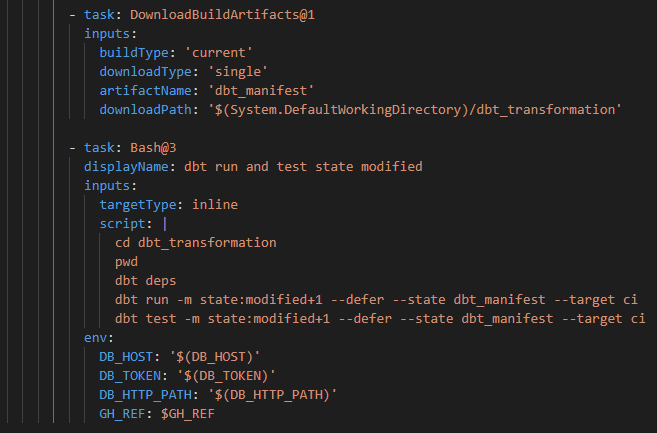 - task: DownloadBuildArtifacts@1
inputs:
buildType: 'current'
downloadType: 'single'
artifactName: 'dbt_manifest'
downloadPath: '$(System.DefaultWorkingDirectory)/dbt_transformation'
- task: Bash@3
displayName: dbt run and test state modified
inputs:
targetType: inline
script: |
cd dbt_transformation
pwd
dbt deps
dbt run -m state:modified+1 --defer --state dbt_manifest --target ci
dbt test -m state:modified+1 --defer --state dbt_manifest --target ci
env:
DB_HOST: '$(DB_HOST)'
DB_TOKEN: '$(DB_TOKEN)'
DB_HTTP_PATH: '$(DB_HTTP_PATH)'
GH_REF: $GH_REF